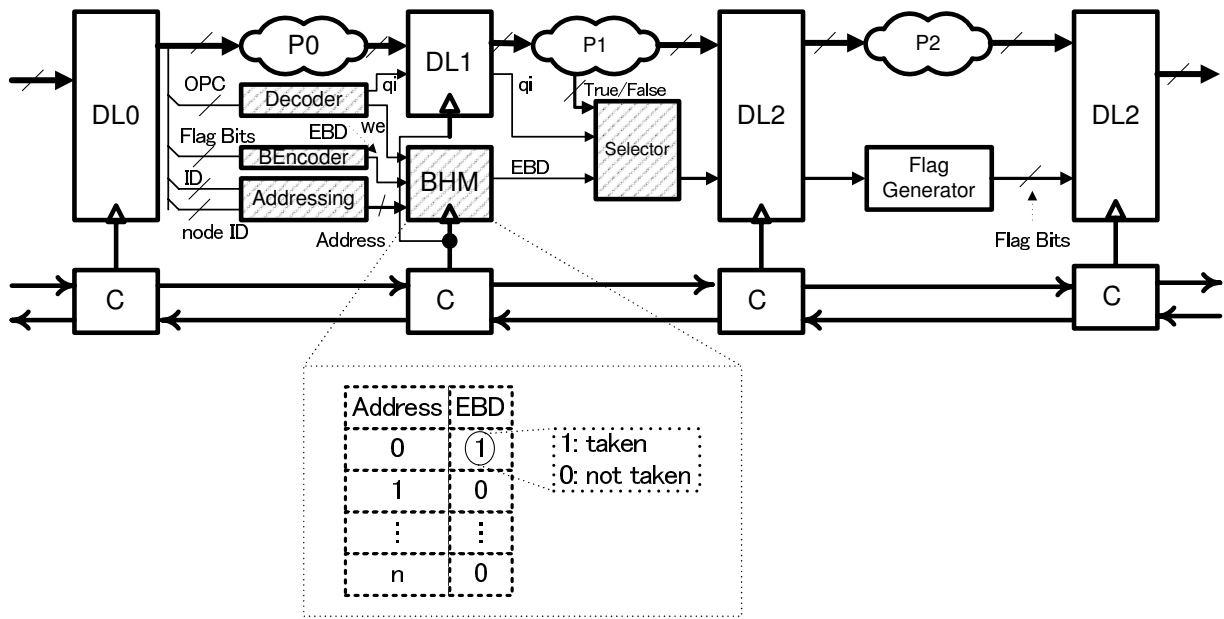 DL0
P0
DL1
P1
DL2
P2
DL2
OPC
Decoder
qi
qi
True/False
Flag Bits
EBD
we
BEncoder
Selector
ID
Addressing
BHM
EBD
Flag
Generator
node ID
Address
Flag Bits
C
C
C
C
Address EBD
0 1
1 0
⋮ ⋮
n 0
1: taken
0: not taken